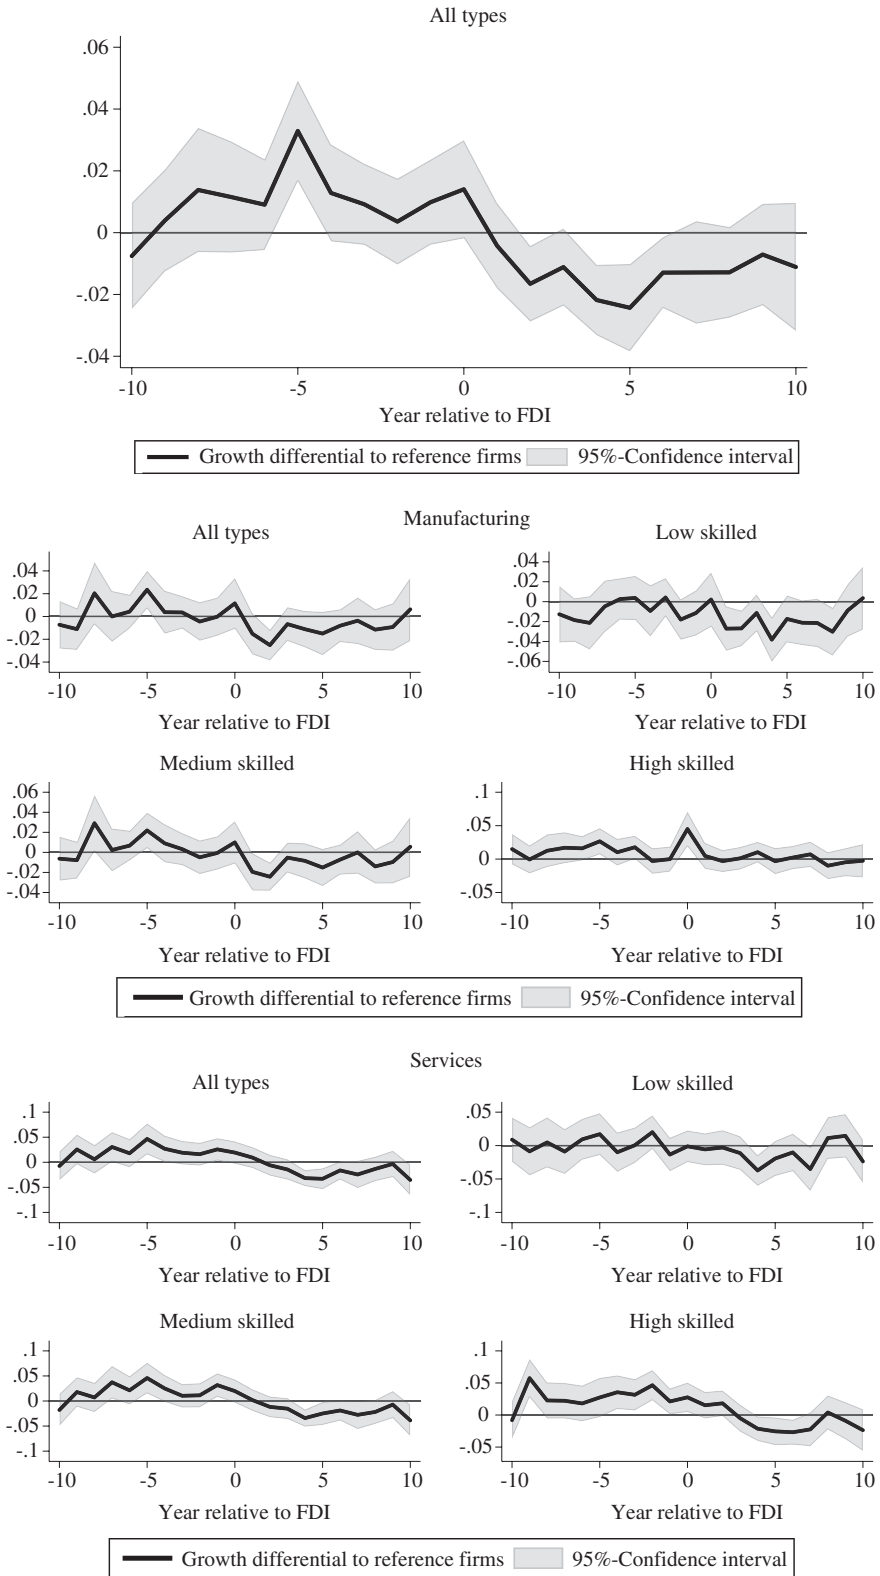 All types
.06
.04
.02
0
-.02
-.04
-10 -5 0 5 10
Year relative to FDI
Growth differential to reference firms 95%-Confidence interval
Manufacturing
All types
.04
.02
0
-.02
-.04
-10 -5 0 5 10
Year relative to FDI
Low skilled
.04
.02
0
-.02
-.04
-.06
-10 -5 0 5 10
Year relative to FDI
Medium skilled
.06
.04
.02
0
-.02
-.04
-10 -5 0 5 10
Year relative to FDI
High skilled
.1
.05
0
-.05
-10 -5 0 5 10
Year relative to FDI
Growth differential to reference firms 95%-Confidence interval
Services
All types
.1
.05
0
-.05
-.1
-10 -5 0 5 10
Year relative to FDI
Low skilled
.05
0
-.05
-.1
-10 -5 0 5 10
Year relative to FDI
Medium skilled
.1
.05
0
-.05
-.1
-10 -5 0 5 10
Year relative to FDI
High skilled
.1
.05
0
-.05
-10 -5 0 5 10
Year relative to FDI
Growth differential to reference firms 95%-Confidence interval